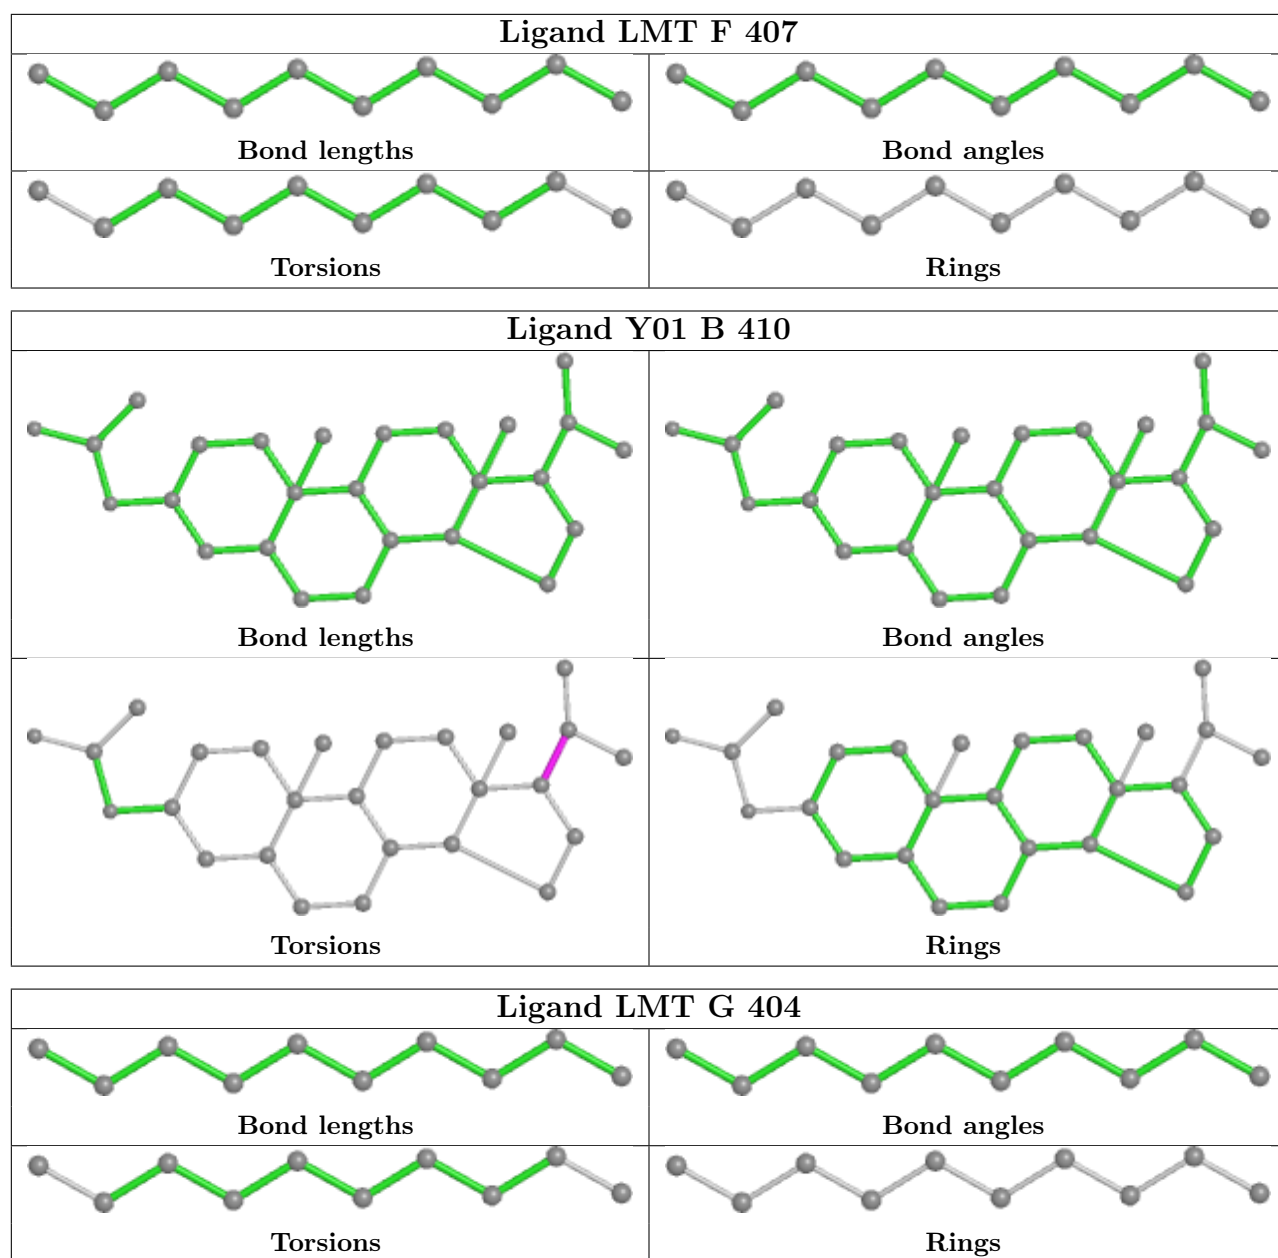 Ligand LMT F 407
Bond lengths Bond angles
Torsions Rings
Ligand Y01 B 410
Bond lengths Bond angles
Torsions Rings
Ligand LMT G 404
Bond lengths Bond angles
Torsions Rings